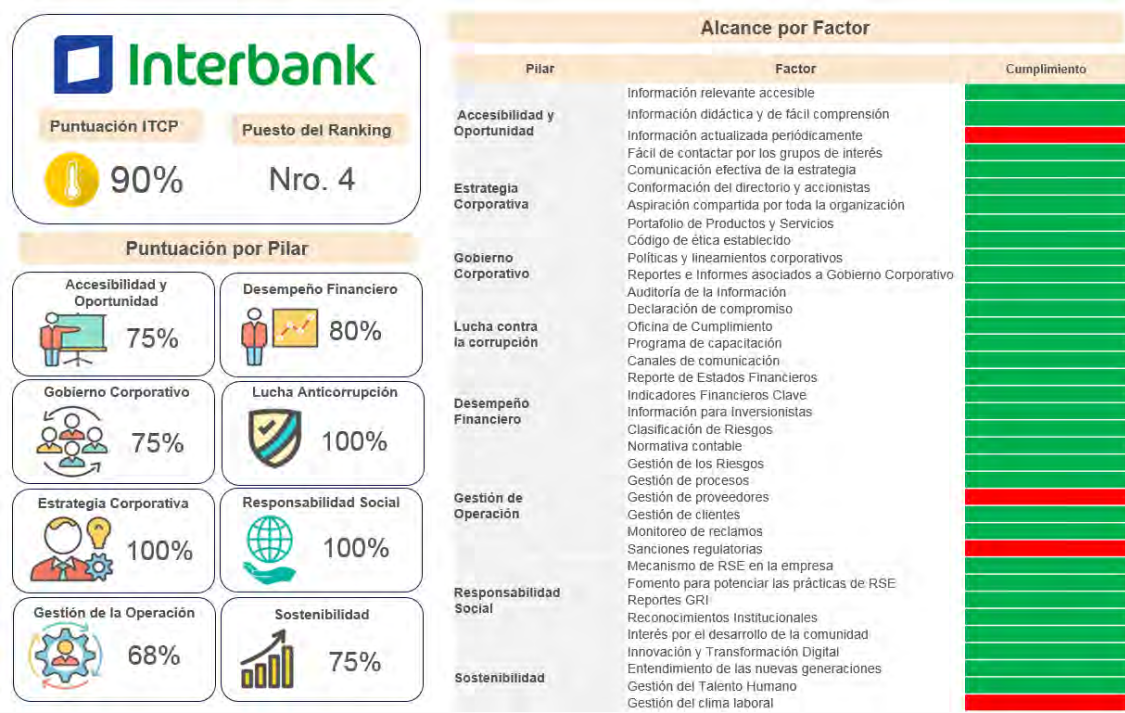 Interbank
Puntuación ITCP
Puesto del Ranking
90%
Nro. 4
Puntuación por Pilar
Accesibilidad y
Oportunidad
75%
Desempeño Financiero
80%
Gobierno Corporativo
75%
Lucha Anticorrupción
100%
Estrategia Corporativa
100%
Responsabilidad Social
100%
Gestión de la Operación
68%
Sostenibilidad
75%
Alcance por Factor
Pilar
Factor
Cumplimiento
Accesibilidad y
Oportunidad
Información relevante accesible
Información didáctica y de fácil comprensión
Información actualizada periódicamente
Fácil de contactar por los grupos de interés
Estrategia
Corporativa
Comunicación efectiva de la estrategia
Conformación del directorio y accionistas
Aspiración compartida por toda la organización
Portafolio de Productos y Servicios
Gobierno
Corporativo
Código de ética establecido
Políticas y lineamientos corporativos
Reportes e Informes asociados a Gobierno Corporativo
Auditoría de la Información
Lucha contra
la corrupción
Declaración de compromiso
Oficina de Cumplimiento
Programa de capacitación
Canales de comunicación
Desempeño
Financiero
Reporte de Estados Financieros
Indicadores Financieros Clave
Información para Inversionistas
Clasificación de Riesgos
Normativa contable
Gestión de
Operación
Gestión de los Riesgos
Gestión de procesos
Gestión de proveedores
Gestión de clientes
Monitoreo de reclamos
Sanciones regulatorias
Responsabilidad
Social
Mecanismo de RSE en la empresa
Fomento para potenciar las prácticas de RSE
Reportes GRI
Reconocimientos Institucionales
Interés por el desarrollo de la comunidad
Sostenibilidad
Innovación y Transformación Digital
Entendimiento de las nuevas generaciones
Gestión del Talento Humano
Gestión del clima laboral